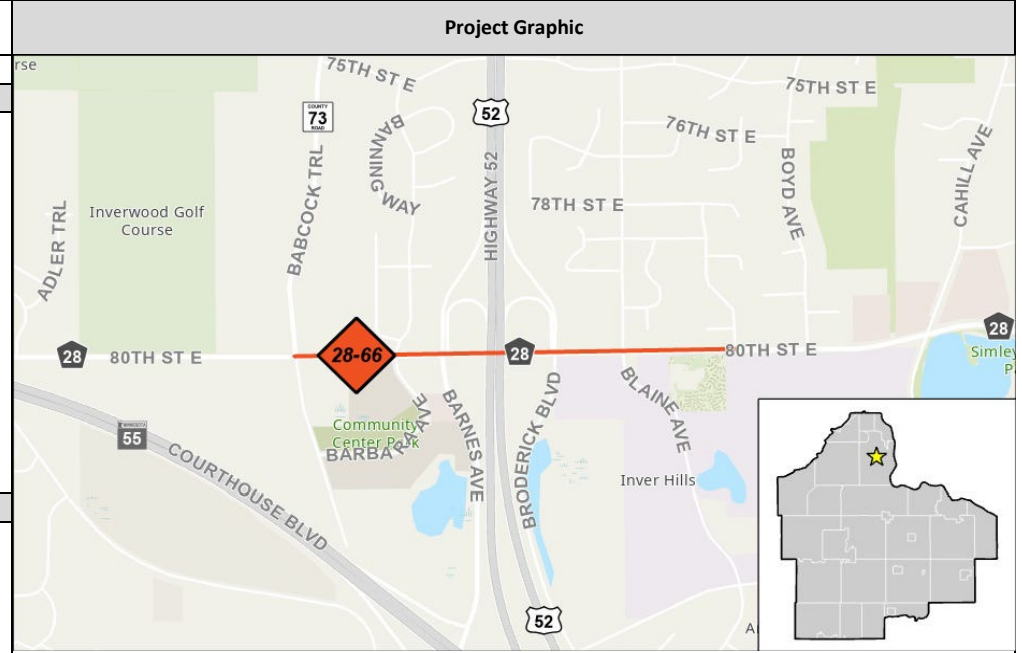 Project Graphic
rse
75TH ST E
75TH ST E
COUNTY
73
ROAD
52
BANNING WAY
76TH ST E
CAHILL AVE
BABCOCK TRL
HIGHWAY 52
BOYD AVE
ADLER TRL
Inverwood Golf
Course
78TH ST E
28
80TH ST E
28-66
28
80TH ST E
28
Simley
P
55
COURTHOUSE BLVD
Community
Center Park
BARBARA AVE
BARNES AVE
BRODERICK BLVD
BLAINE AVE
Inver Hills
52
A